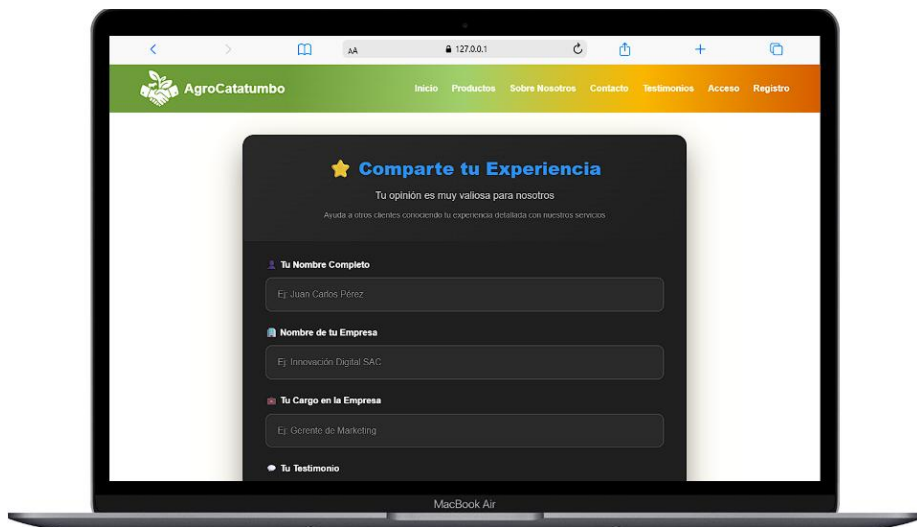 AA
127.0.0.1
AgroCatatumbo
Inicio Productos Sobre Nosotros Contacto Testimonios Acceso Registro
Comparte tu Experiencia
Tu opinión es muy valiosa para nosotros
Ayuda a otros clientes conociendo tu experiencia detallada con nuestros servicios
Tu Nombre Completo
Ej: Juan Carlos Pérez
Nombre de tu Empresa
Ej: Innovación Digital SAC
Tu Cargo en la Empresa
Ej: Gerente de Marketing
Tu Testimonio
MacBook Air